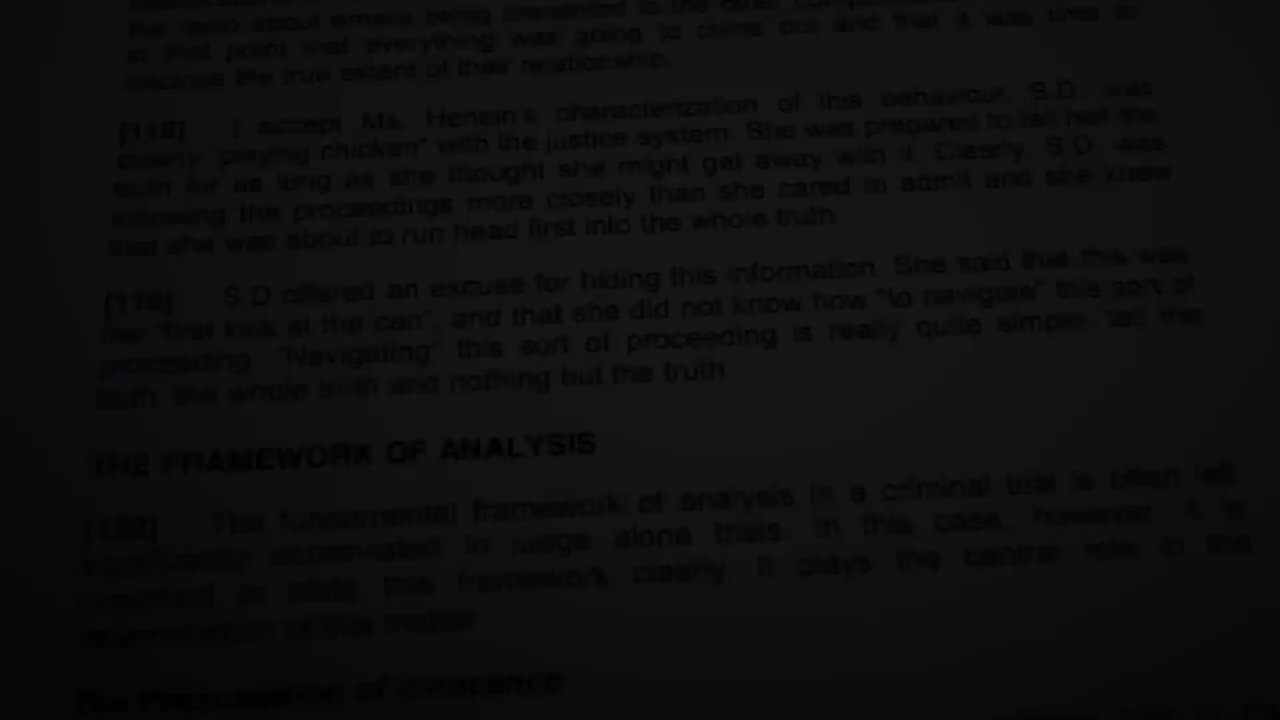 the ratio about emails being presented to the other
at that point that everything was going to come out and that it was time to
disclose the true extent of their relationship.
[118] I accept Ms. Henein's characterization of this behaviour. S.D. was
clearly "playing chicken" with the justice system. She was prepared to tell half the
truth for as long as she thought she might get away with it. Clearly, S.D. was
following the proceedings more closely than she cared to admit and she knew
that she was about to run head first into the whole truth.
[119] S.D. offered an excuse for hiding this information. She said that this was
her "first kick at the can", and that she did not know how "to navigate" this sort of
proceeding. "Navigating" this sort of proceeding is really quite simple: tell the
truth, the whole truth and nothing but the truth.
THE FRAMEWORK OF ANALYSIS
[120] The fundamental framework of analysis in a criminal trial is often left
significantly abbreviated in judge alone trials. In this case, however, it is
important to state this framework clearly. It plays the central role in the
determination of this matter.
The Presumption of Innocence